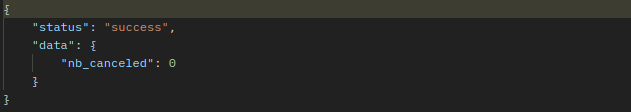 {
    "status": "success",
    "data": {
        "nb_canceled": 0
    }
}